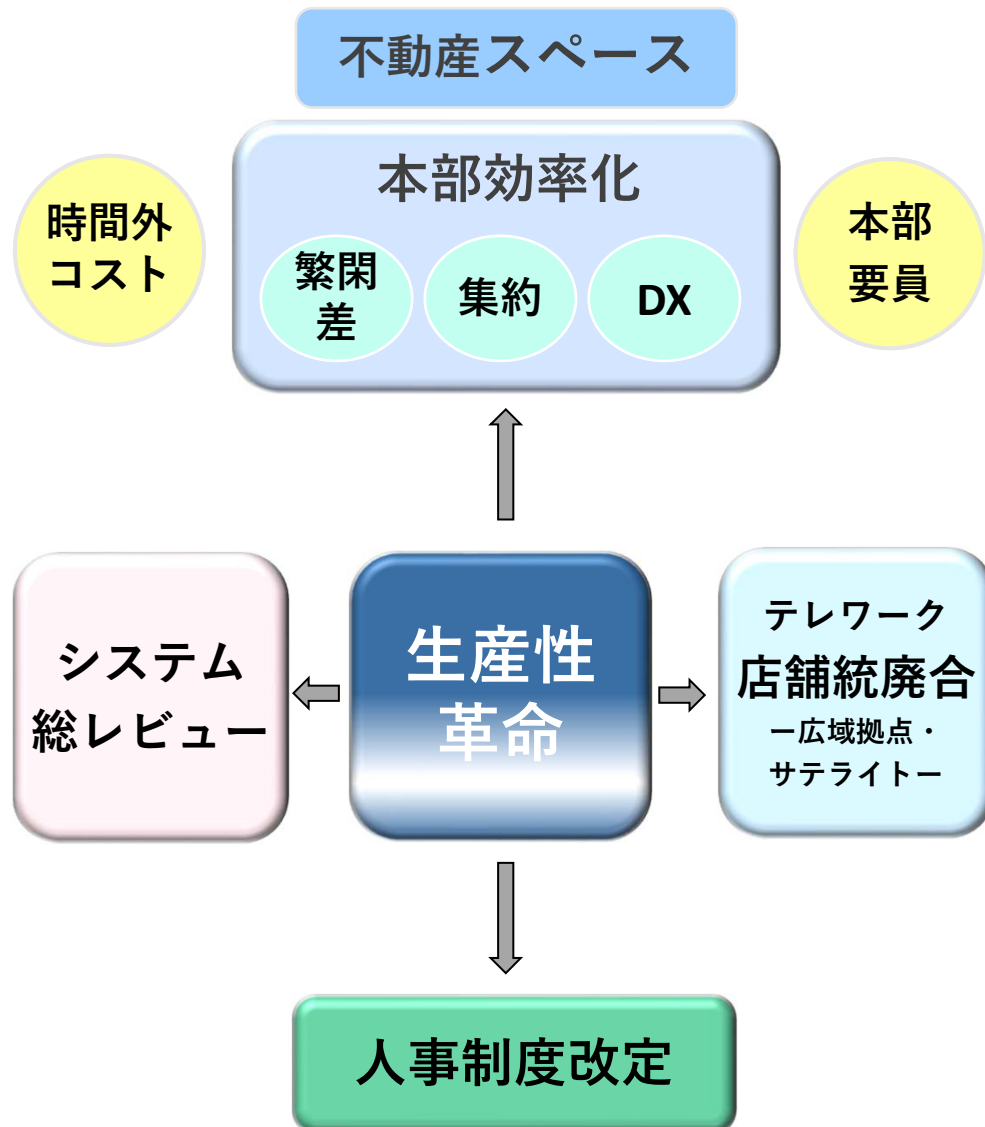 不動産スペース
本部効率化
時間外
コスト
繁閑
差
集約
DX
本部
要員
システム
総レビュー
生産性
革命
テレワーク
店舗統廃合
ー広域拠点・
サテライトー
人事制度改定